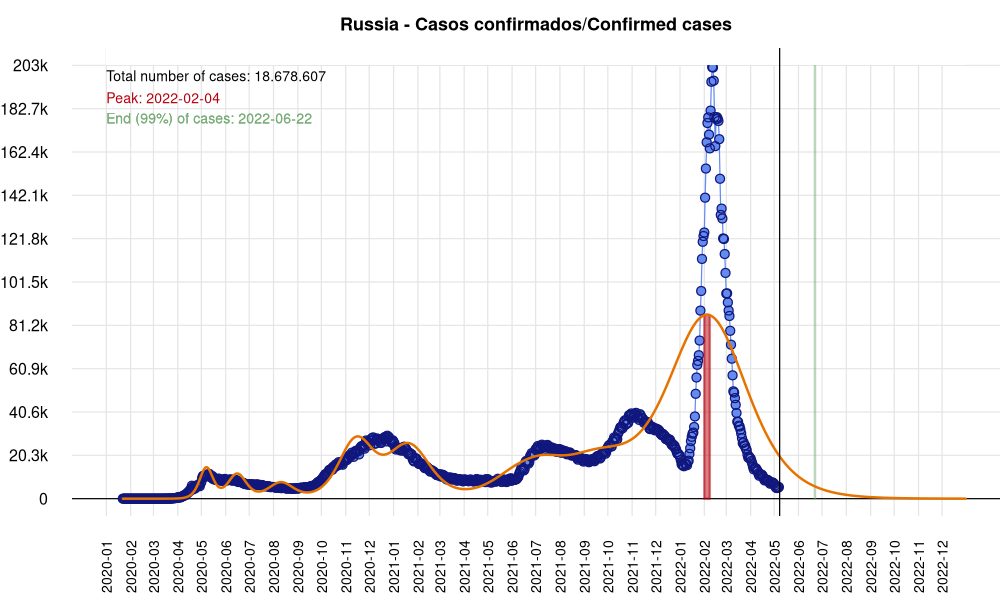 Russia - Casos confirmados/Confirmed cases
Total number of cases: 18.678.607
Peak: 2022-02-04
End (99%) of cases: 2022-06-22
203k
182.7k
162.4k
142.1k
121.8k
101.5k
81.2k
60.9k
40.6k
20.3k
0
2020-01
2020-02
2020-03
2020-04
2020-05
2020-06
2020-07
2020-08
2020-09
2020-10
2020-11
2020-12
2021-01
2021-02
2021-03
2021-04
2021-05
2021-06
2021-07
2021-08
2021-09
2021-10
2021-11
2021-12
2022-01
2022-02
2022-03
2022-04
2022-05
2022-06
2022-07
2022-08
2022-09
2022-10
2022-11
2022-12